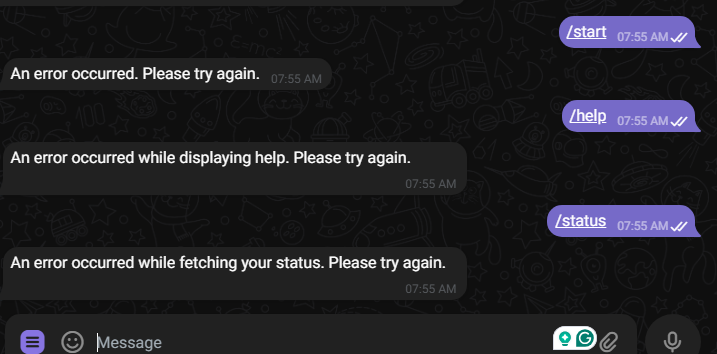 /start 07:55 AM
An error occurred. Please try again. 07:55 AM
/help 07:55 AM
An error occurred while displaying help. Please try again.
07:55 AM
/status 07:55 AM
An error occurred while fetching your status. Please try again.
07:55 AM
Message